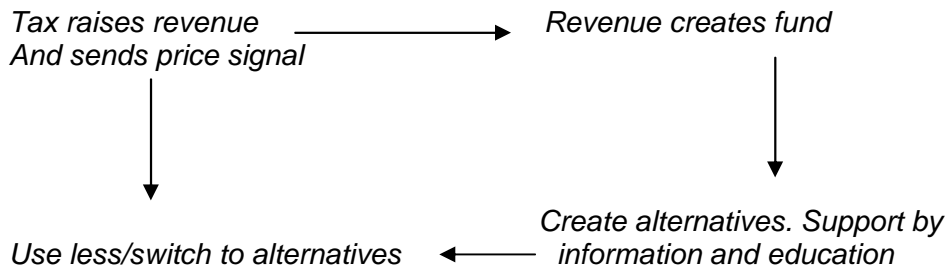 Tax raises revenue
And sends price signal
Revenue creates fund
Create alternatives. Support by
information and education
Use less/switch to alternatives